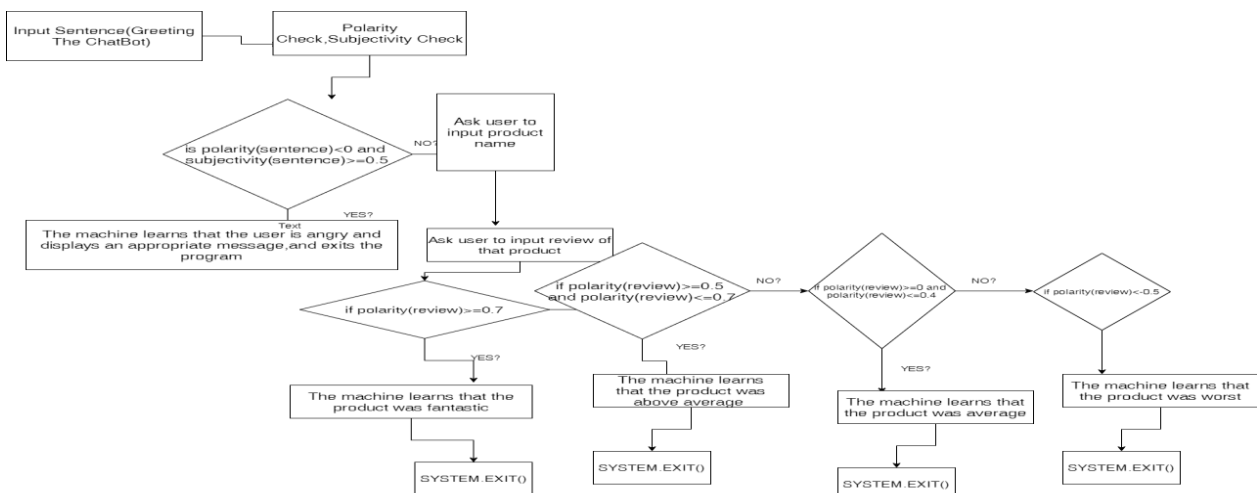 Input Sentence(Greeting
The ChatBot)
Polarity
Check,Subjectivity Check
is polarity(sentence)<0 and
subjectivity(sentence)>=0.5
NO?
Ask user to
input product
name
YES?
Text
The machine learns that the user is angry and
displays an appropriate message,and exits the
program
Ask user to input review of
that product
if polarity(review)>=0.7
if polarity(review)>=0.5
and polarity(review)<=0.7
NO?
if polarity(review)>=0 and
polarity(review)<=0.4
NO?
if polarity(review)<-0.5
YES?
YES?
YES?
The machine learns that the
product was fantastic
The machine learns
that the product was
above average
The machine learns that
the product was average
The machine learns that
the product was worst
SYSTEM.EXIT()
SYSTEM.EXIT()
SYSTEM.EXIT()
SYSTEM.EXIT()